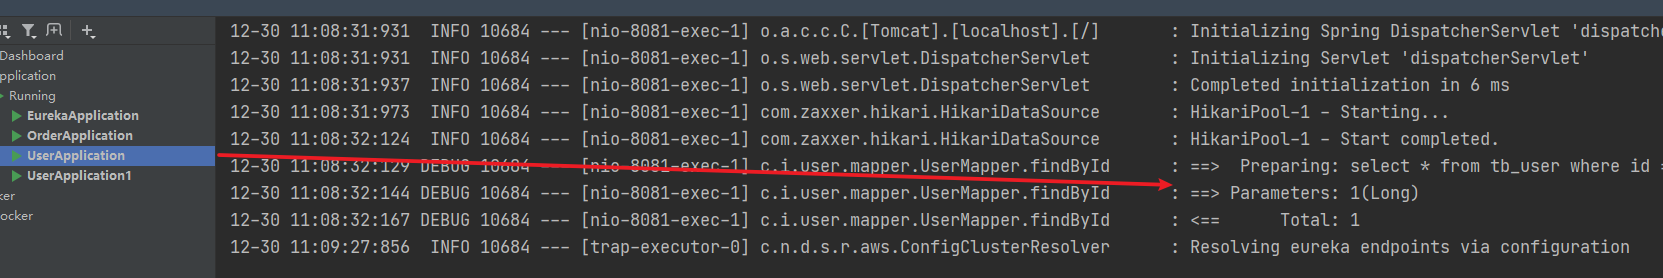 Dashboard
pplication
Running
EurekaApplication
OrderApplication
UserApplication
UserApplication1
ker
ocker
12-30 11:08:31:931  INFO 10684 --- [nio-8081-exec-1] o.a.c.c.C.[Tomcat].[localhost].[/]       : Initializing Spring DispatcherServlet 'dispatche
12-30 11:08:31:931  INFO 10684 --- [nio-8081-exec-1] o.s.web.servlet.DispatcherServlet        : Initializing Servlet 'dispatcherServlet'
12-30 11:08:31:937  INFO 10684 --- [nio-8081-exec-1] o.s.web.servlet.DispatcherServlet        : Completed initialization in 6 ms
12-30 11:08:31:973  INFO 10684 --- [nio-8081-exec-1] com.zaxxer.hikari.HikariDataSource       : HikariPool-1 - Starting...
12-30 11:08:32:124  INFO 10684 --- [nio-8081-exec-1] com.zaxxer.hikari.HikariDataSource       : HikariPool-1 - Start completed.
12-30 11:08:32:129 DEBUG 10684 --- [nio-8081-exec-1] c.i.user.mapper.UserMapper.findById      : ==>  Preparing: select * from tb_user where id =
12-30 11:08:32:144 DEBUG 10684 --- [nio-8081-exec-1] c.i.user.mapper.UserMapper.findById      : ==> Parameters: 1(Long)
12-30 11:08:32:167 DEBUG 10684 --- [nio-8081-exec-1] c.i.user.mapper.UserMapper.findById      : <==      Total: 1
12-30 11:09:27:856  INFO 10684 --- [trap-executor-0] c.n.d.s.r.aws.ConfigClusterResolver      : Resolving eureka endpoints via configuration